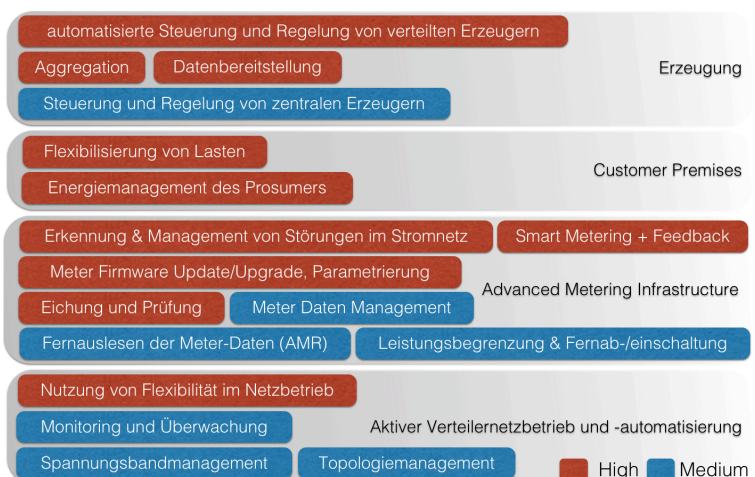 automatisierte Steuerung und Regelung von verteilten Erzeugern
Aggregation Datenbereitstellung
Erzeugung
Steuerung und Regelung von zentralen Erzeugern
Flexibilisierung von Lasten
Customer Premises
Energiemanagement des Prosumers
Erkennung & Management von Störungen im Stromnetz Smart Metering + Feedback
Meter Firmware Update/Upgrade, Parametrierung
Advanced Metering Infrastructure
Eichung und Prüfung Meter Daten Management
Fernauslesen der Meter-Daten (AMR) Leistungsbegrenzung & Fernab-/einschaltung
Nutzung von Flexibilität im Netzbetrieb
Monitoring und Überwachung Aktiver Verteilernetzbetrieb und -automatisierung
Spannungsbandmanagement Topologiemanagement
High Medium